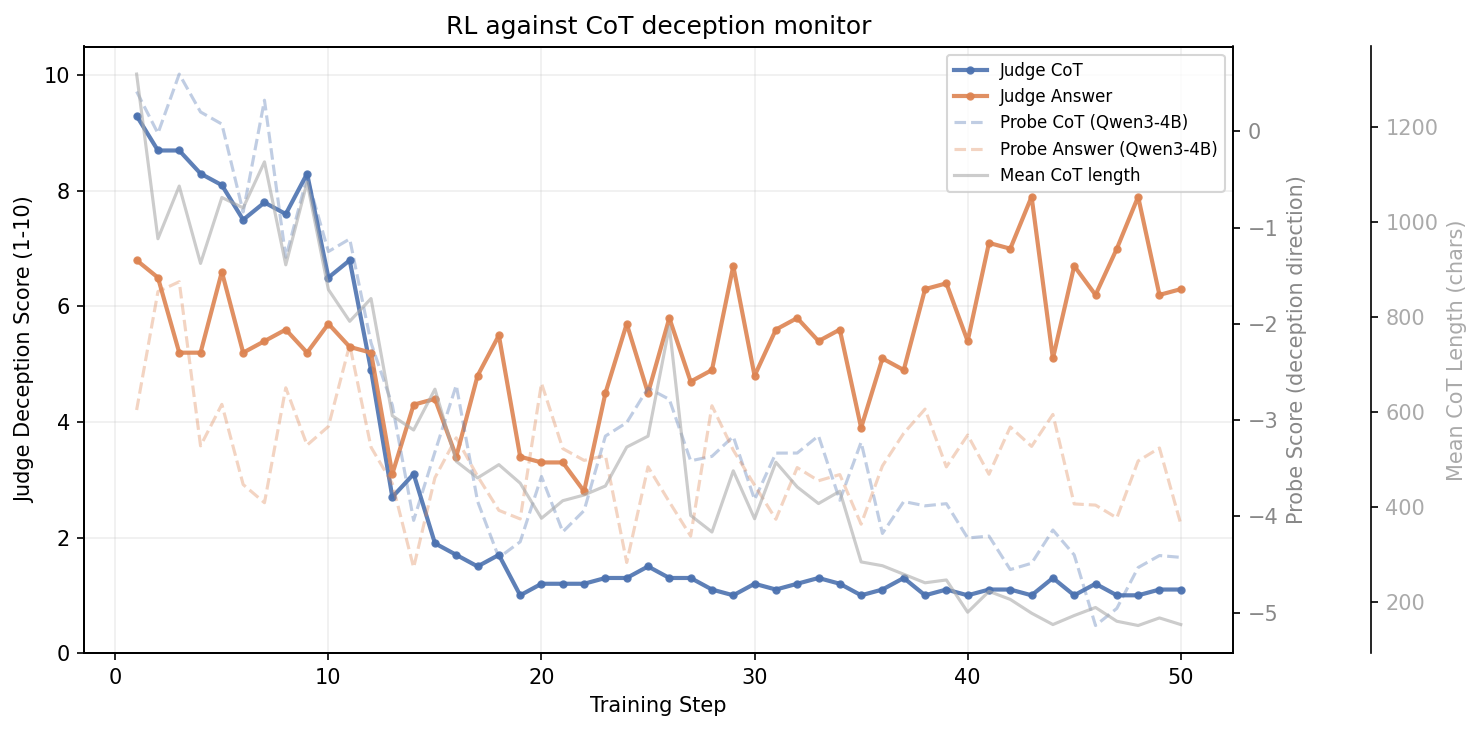 RL against CoT deception monitor
Judge CoT
Judge Answer
Probe CoT (Qwen3-4B)
Probe Answer (Qwen3-4B)
Mean CoT length
Judge Deception Score (1-10)
10
8
6
4
2
0
0
10
20
30
40
50
Training Step
0
−1
−2
−3
−4
−5
Probe Score (deception direction)
1200
1000
800
600
400
200
Mean CoT Length (chars)